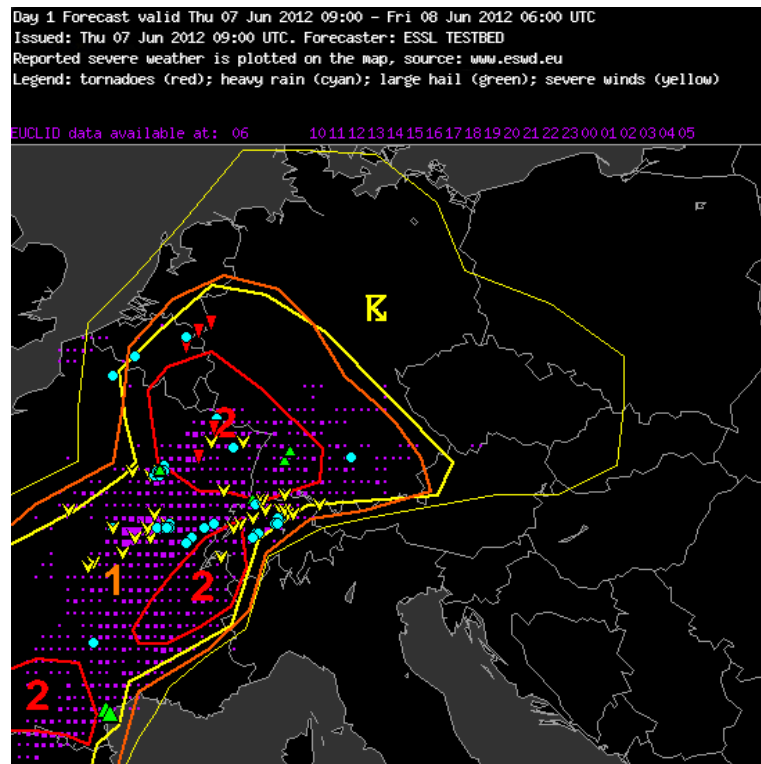 Day 1 Forecast valid Thu 07 Jun 2012 09:00 - Fri 08 Jun 2012 06:00 UTC
Issued: Thu 07 Jun 2012 09:00 UTC. Forecaster: ESSL TESTBED
Reported severe weather is plotted on the map, source: www.eswd.eu
Legend: tornadoes (red); heavy rain (cyan); large hail (green); severe winds (yellow)
EUCLID data available at: 06 10 11 12 13 14 15 16 17 18 19 20 21 22 23 00 01 02 03 04 05
2
1
2
2